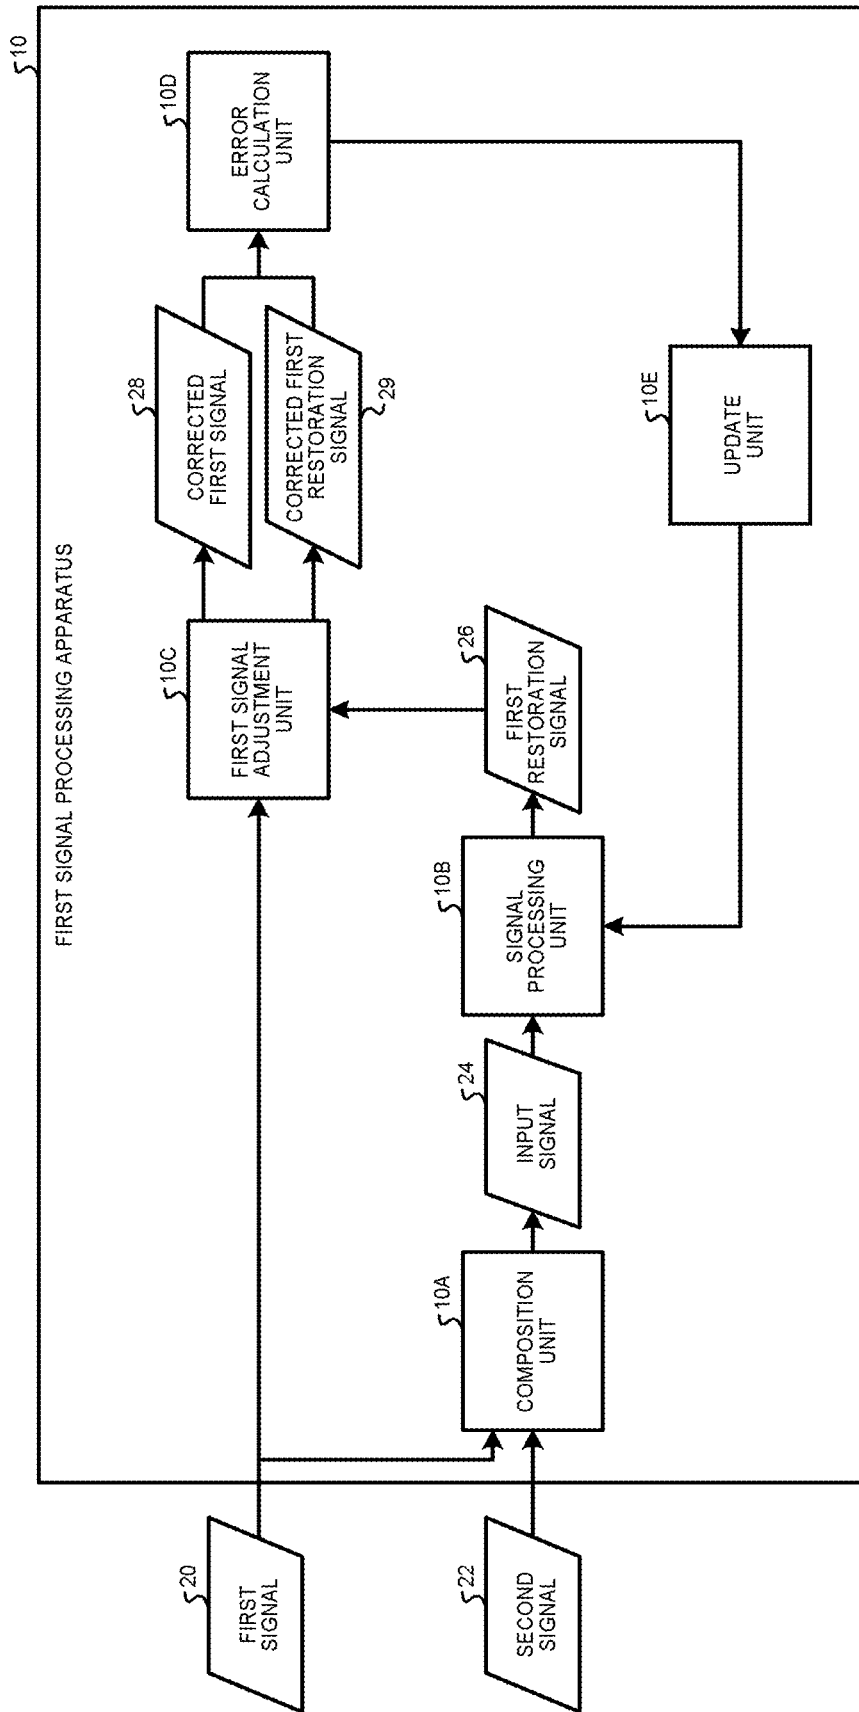 10
FIRST SIGNAL PROCESSING APPARATUS
20
FIRST
SIGNAL
10C
FIRST SIGNAL
ADJUSTMENT
UNIT
28
CORRECTED
FIRST SIGNAL
CORRECTED FIRST
RESTORATION
SIGNAL
29
10D
ERROR
CALCULATION
UNIT
22
SECOND
SIGNAL
10A
COMPOSITION
UNIT
24
INPUT
SIGNAL
10B
SIGNAL
PROCESSING
UNIT
26
FIRST
RESTORATION
SIGNAL
10E
UPDATE
UNIT